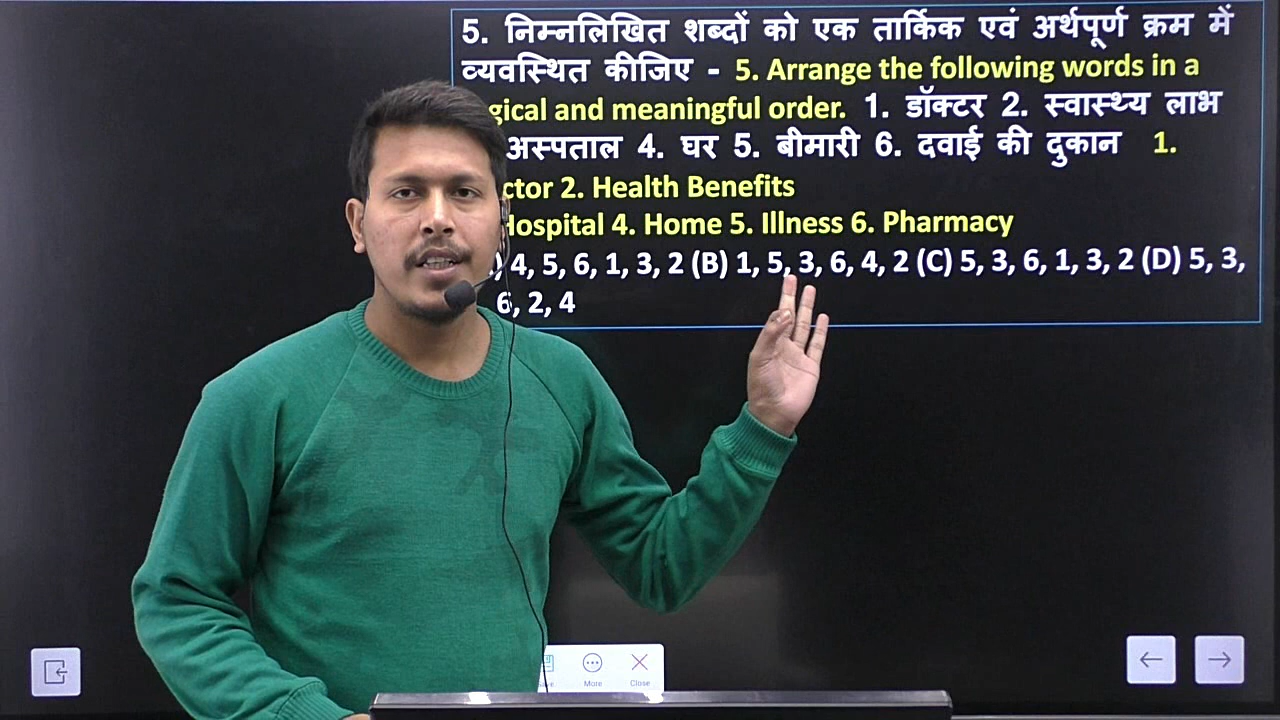 5. निम्नलिखित शब्दों को एक तार्किक एवं अर्थपूर्ण क्रम में
व्यवस्थित कीजिए - 5. Arrange the following words in a
and meaningful order. 1. डॉक्टर 2. स्वास्थ्य लाभ
अस्पताल 4. घर 5. बीमारी 6. दवाई की दुकान 1.
2. Health Benefits
Hospital 4. Home 5. Illness 6. Pharmacy
4, 5, 6, 1, 3, 2 (B) 1, 5, 3, 6, 4, 2 (C) 5, 3, 6, 1, 3, 2 (D) 5, 3,
6, 2, 4
More Close